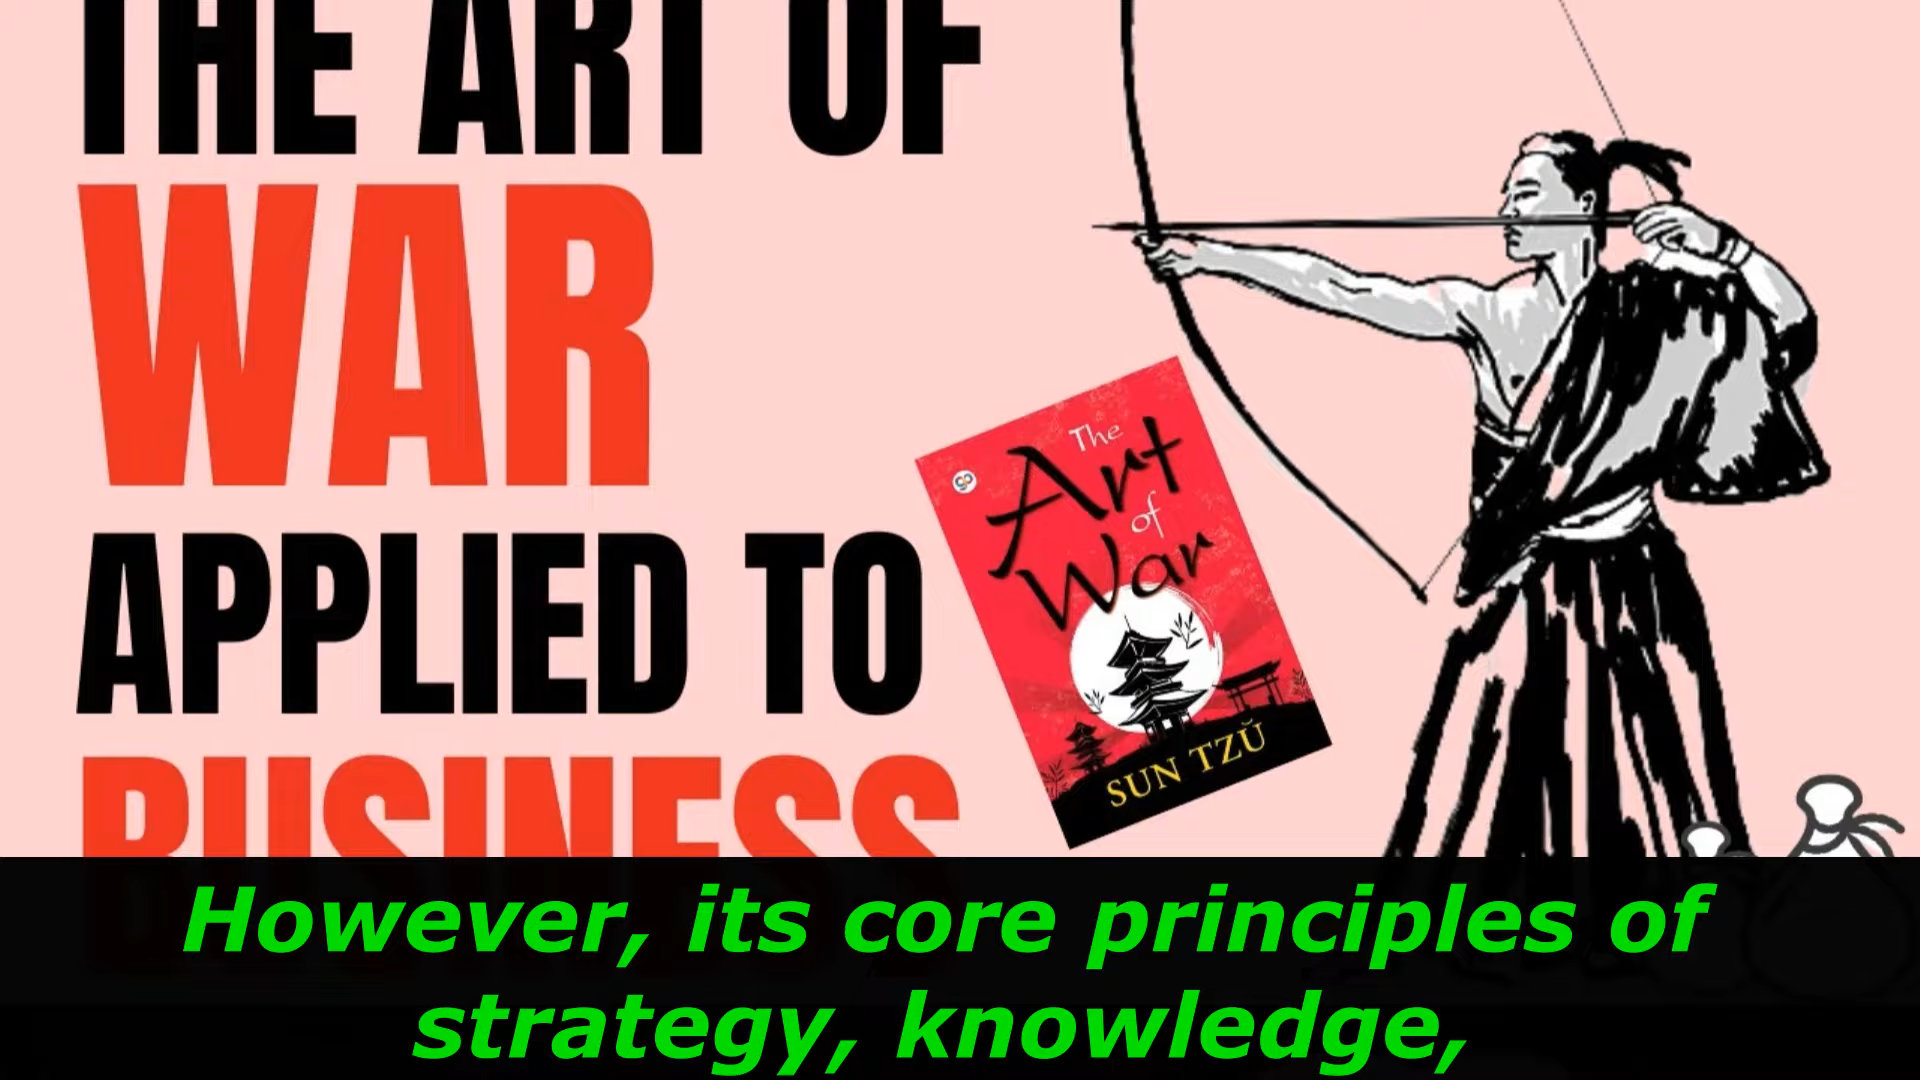 THE ART OF
WAR
APPLIED TO
BUSINESS
The
Art
of
War
SUN TZŬ
However, its core principles of
strategy, knowledge,